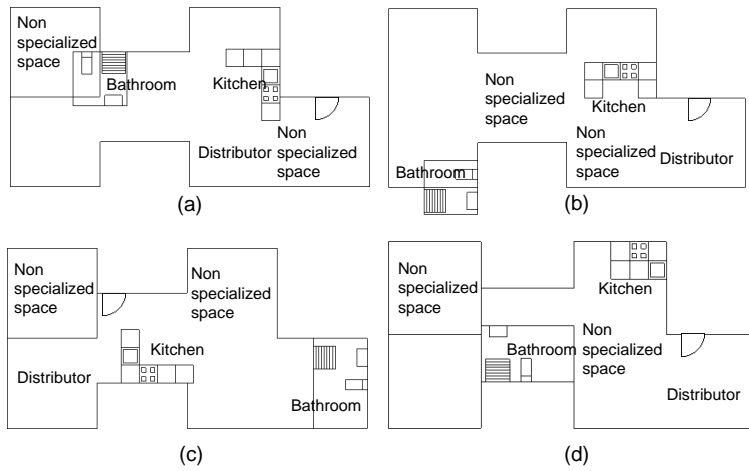 Non
specialized
space
Bathroom
Kitchen
Distributor
Non
specialized
space
(a)
Non
specialized
space
Kitchen
Non
specialized
space
Distributor
Bathroom
(b)
Non
specialized
space
Non
specialized
space
Kitchen
Distributor
Bathroom
(c)
Non
specialized
space
Kitchen
Non
specialized
space
Bathroom
Distributor
(d)